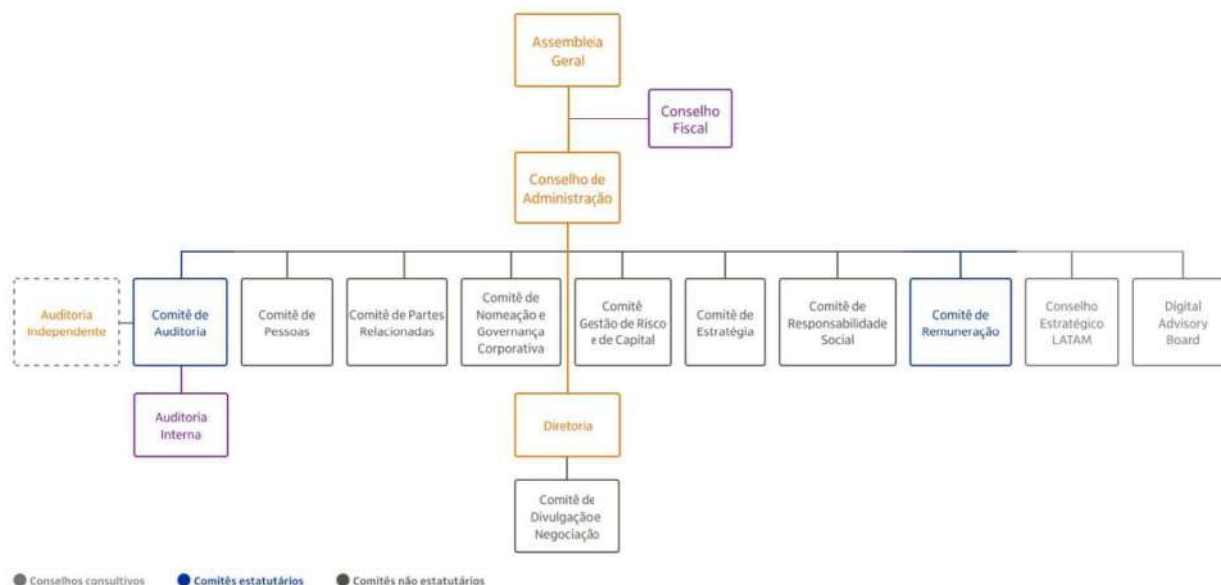 Assembleia
Geral
Conselho
Fiscal
Conselho de
Administração
Auditoria
Independente
Comitê de
Auditoria
Comitê de
Pessoas
Comitê de Partes
Relacionadas
Comitê de
Nomeação e
Governança
Corporativa
Comitê
Gestão de Risco
e de Capital
Comitê de
Estratégia
Comitê de
Responsabilidade
Social
Comitê de
Remuneração
Conselho
Estratégico
LATAM
Digital
Advisory
Board
Auditoria
Interna
Diretoria
Comitê de
Divulgação e
Negociação
Conselhos consultivos
Comitês estatutários
Comitês não estatutários